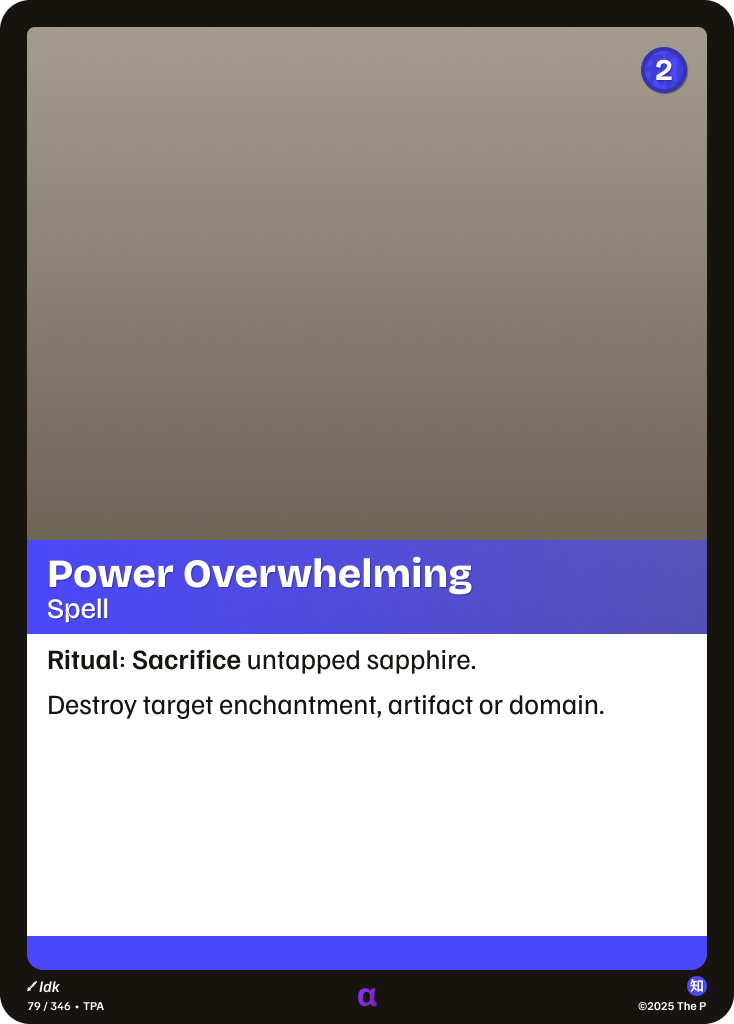 2
Power Overwhelming
Spell
Ritual: Sacrifice untapped sapphire.
Destroy target enchantment, artifact or domain.
Idk
79 / 346 • TPA
α
知
©2025 The P